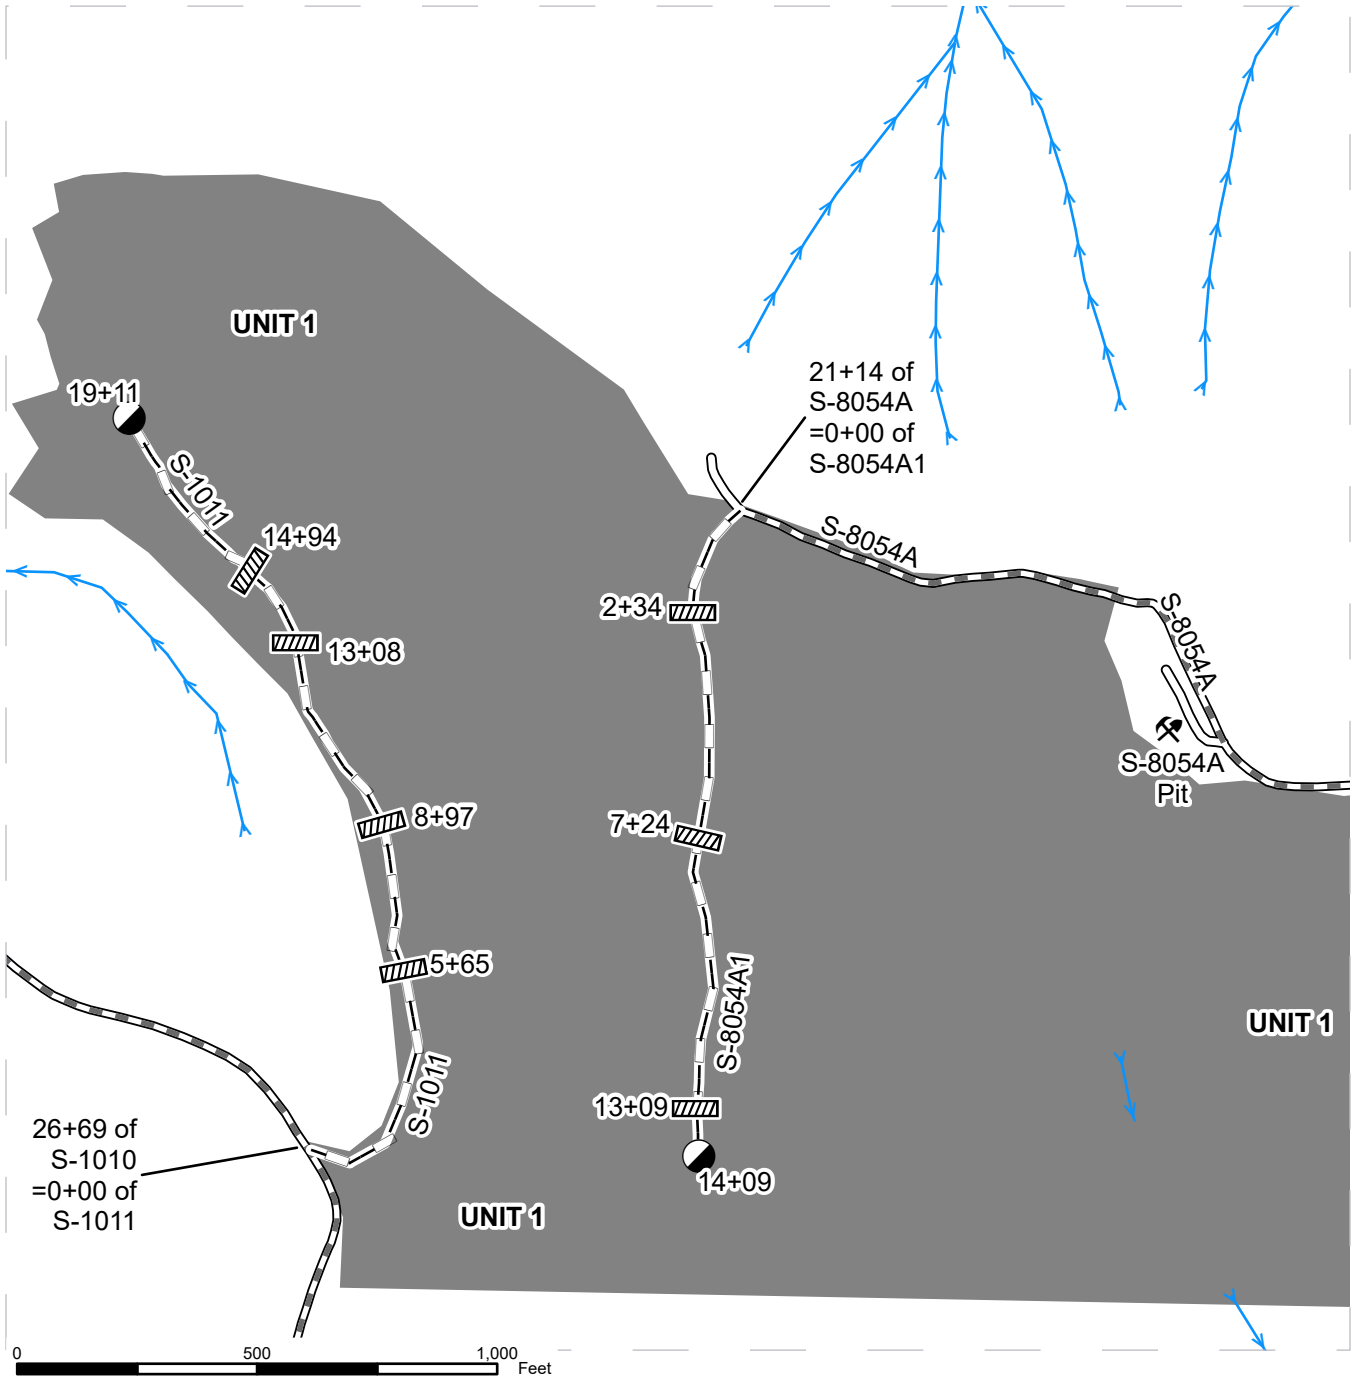 UNIT 1
21+14 of
S-8054A
=0+00 of
S-8054A1
19+11
S-1011
14+94
S-8054A
2+34
S-8054A
13+08
S-8054A
Pit
8+97
7+24
5+65
S-8054A1
UNIT 1
S-1011
13+09
26+69 of
S-1010
=0+00 of
S-1011
14+09
UNIT 1
0 500 1,000
Feet